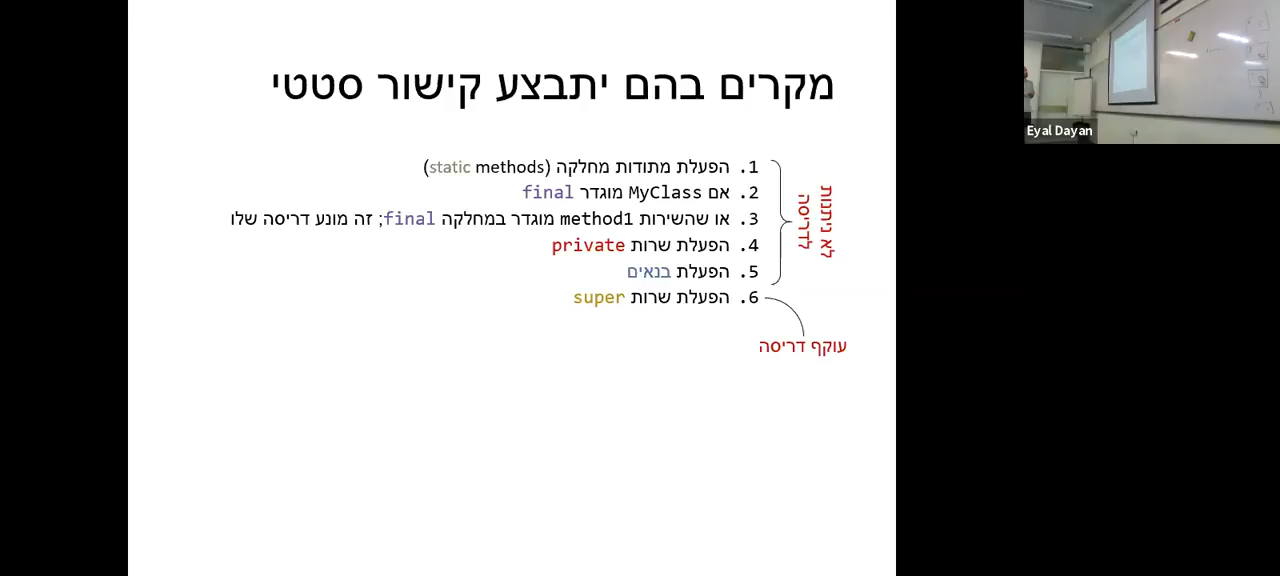 מקרים בהם יתבצע קישור סטטי
1. הפעלת מתודות מחלקה (static methods)
2. אם MyClass מוגדר final
3. או שהשירות method1 מוגדר במחלקה final; זה מונע דריסה שלו
4. הפעלת שרות private
5. הפעלת בנאים
6. הפעלת שרות super
לא ניתנות
לדריסה
עוקף דריסה
Eyal Dayan